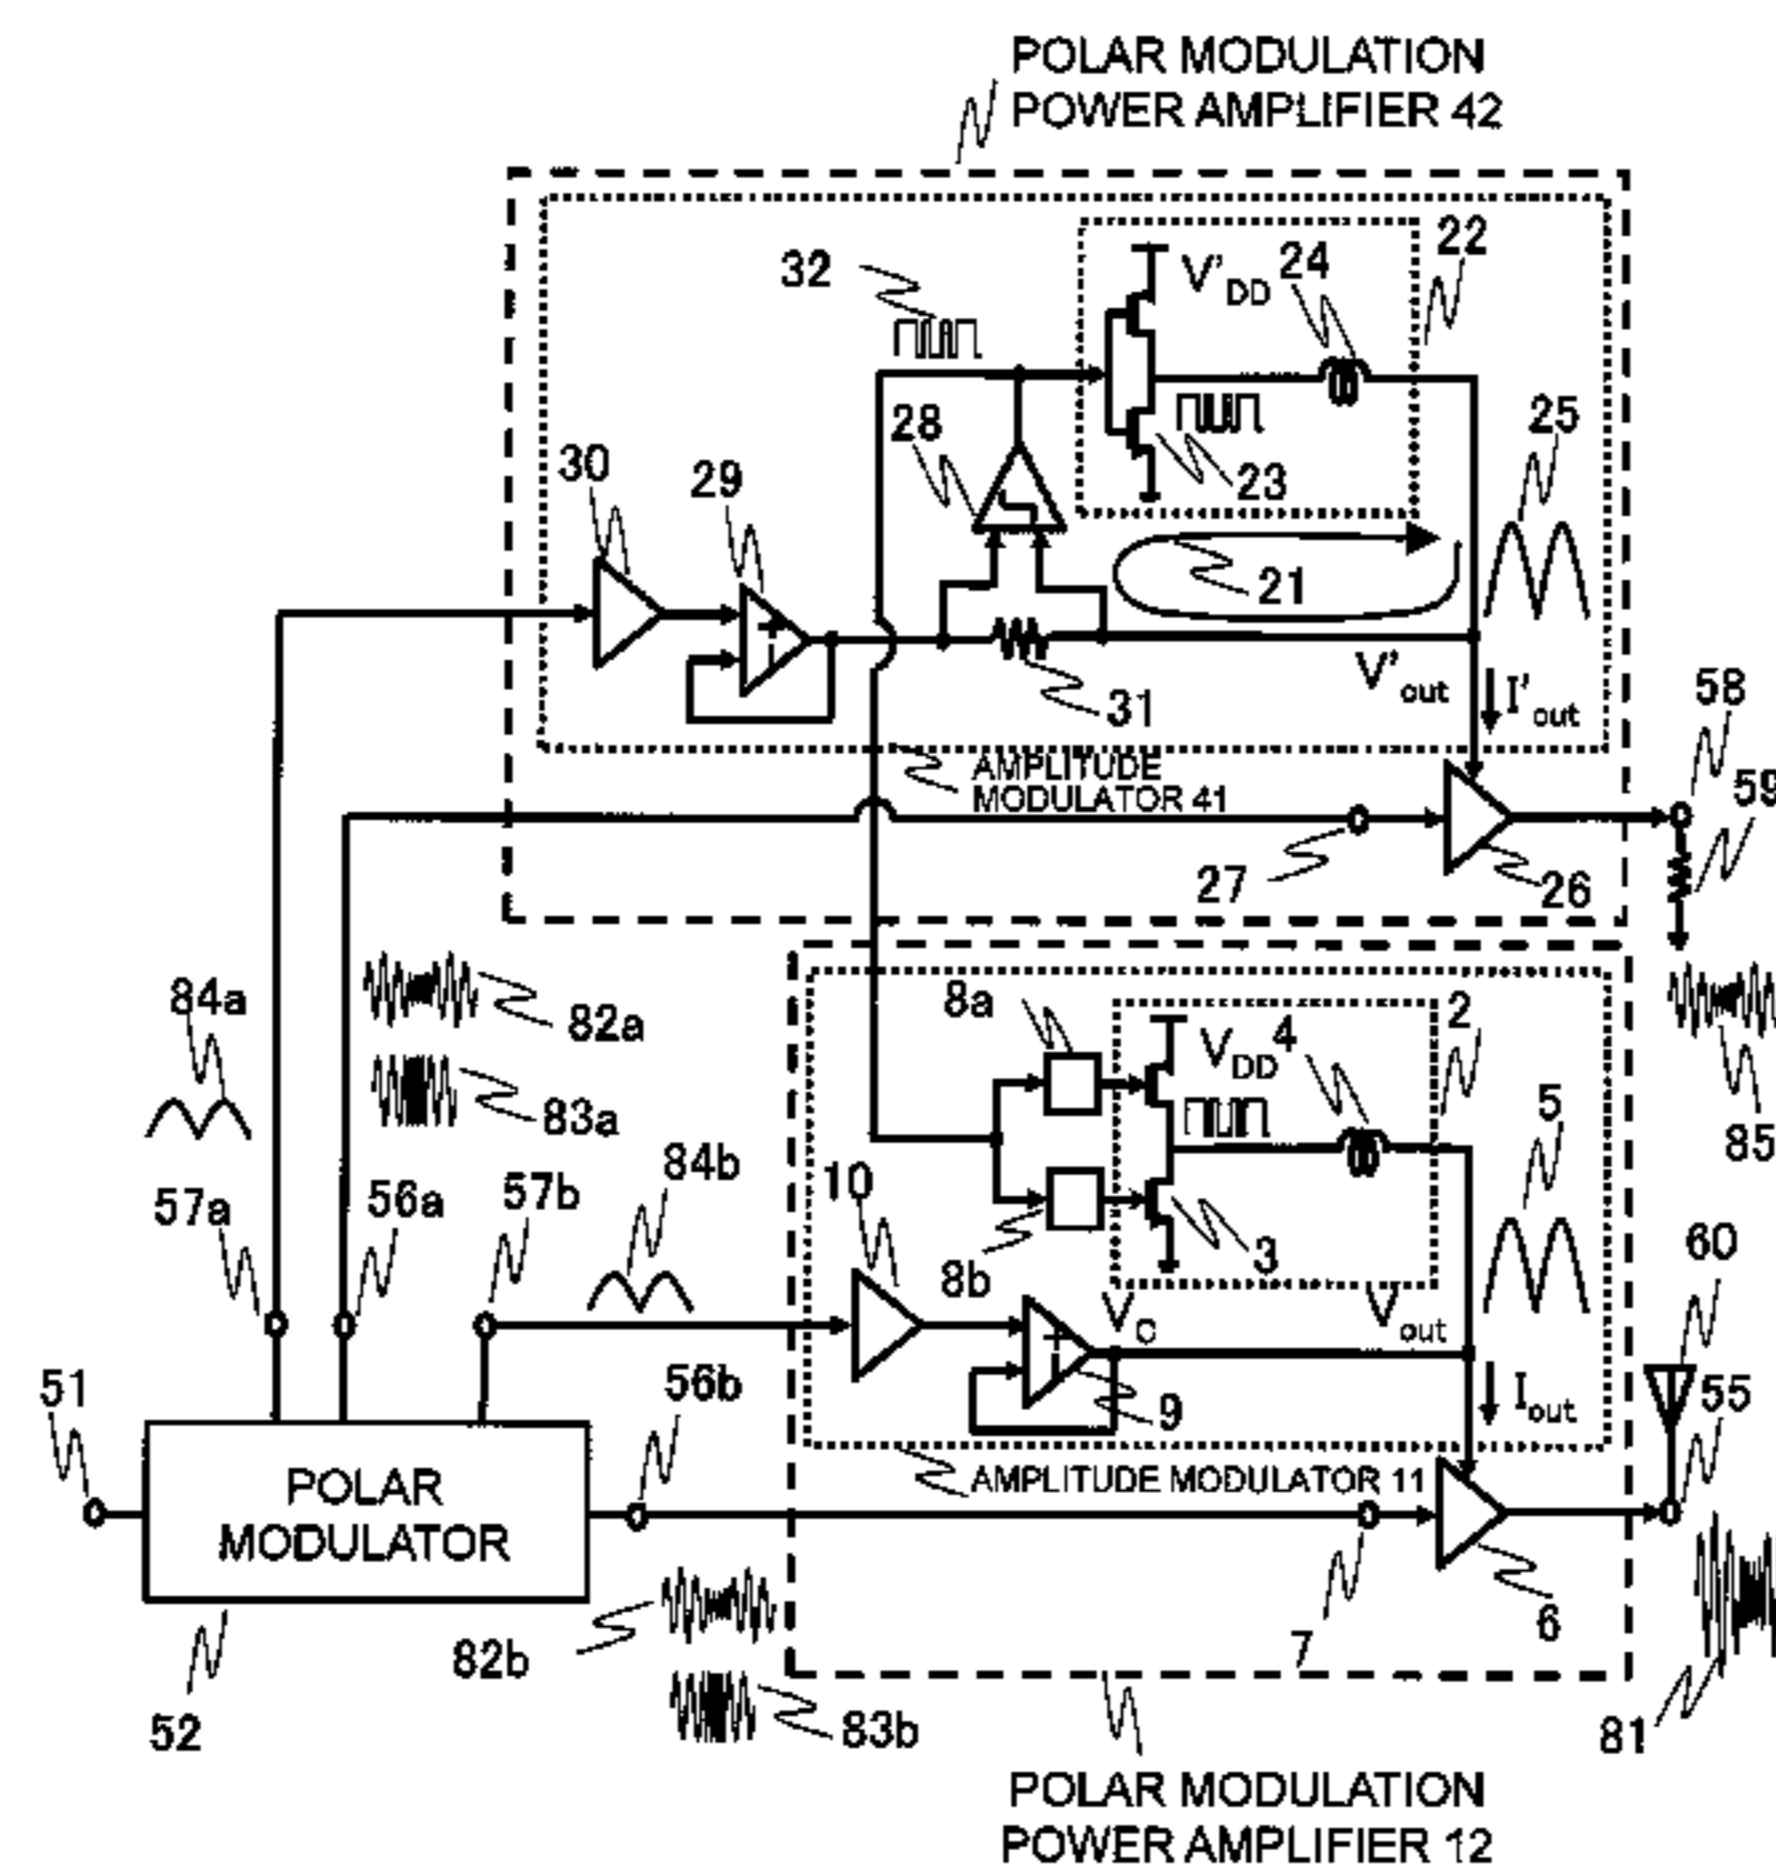 POLAR MODULATION
POWER AMPLIFIER 42
32
V'DD
24
22
28
25
30
29
23
21
31
V'out
I'out
58
AMPLITUDE
MODULATOR 41
59
27
26
84a
82a
8a
VDD
4
2
83a
5
85
84b
10
57a
56a
57b
3
60
8b
VO
Vout
51
56b
9
Iout
55
POLAR
MODULATOR
AMPLITUDE MODULATOR 11
6
82b
7
52
83b
81
POLAR MODULATION
POWER AMPLIFIER 12